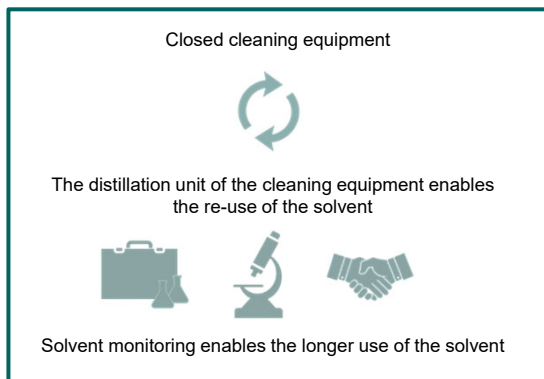 Closed cleaning equipment
The distillation unit of the cleaning equipment enables
the re-use of the solvent
Solvent monitoring enables the longer use of the solvent